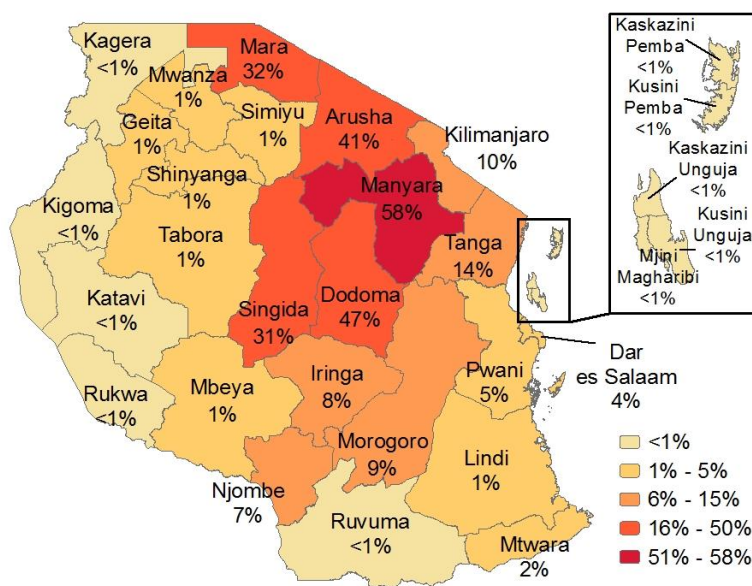 Kagera
<1%
Mara
32%
Mwanza
1%
Geita
1%
Simiyu
1%
Arusha
41%
Kilimanjaro
10%
Shinyanga
1%
Manyara
58%
Kigoma
<1%
Tabora
1%
Tanga
14%
Katavi
<1%
Singida
31%
Dodoma
47%
Rukwa
<1%
Mbeya
1%
Iringa
8%
Pwani
5%
Dar
es Salaam
4%
Morogoro
9%
Lindi
1%
Njombe
7%
Ruvuma
<1%
Mtwara
2%
Kaskazini
Pemba
<1%
Kusini
Pemba
<1%
Kaskazini
Unguja
<1%
Kusini
Unguja
<1%
Mjini
Magharibi
<1%
<1%
1% - 5%
6% - 15%
16% - 50%
51% - 58%